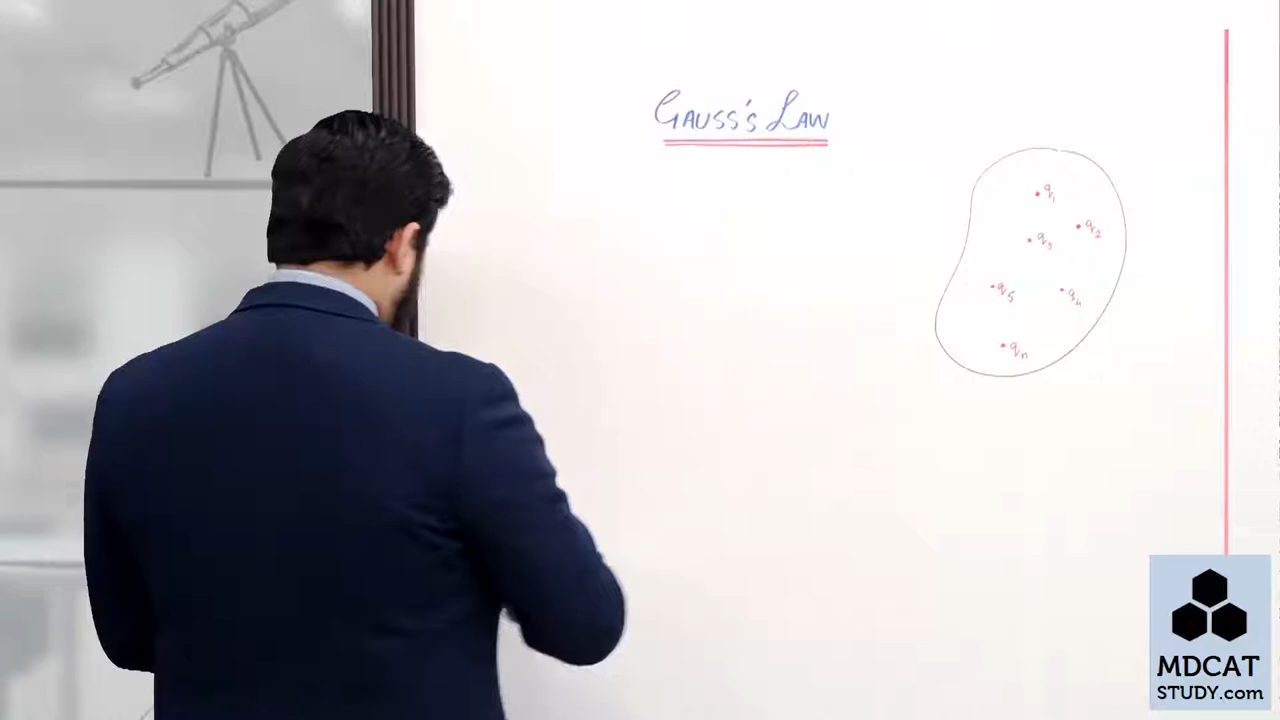 GAUSS'S LAW
q₁
q₂
q₃
q₅
q₄
qₙ
MDCAT
STUDY.com